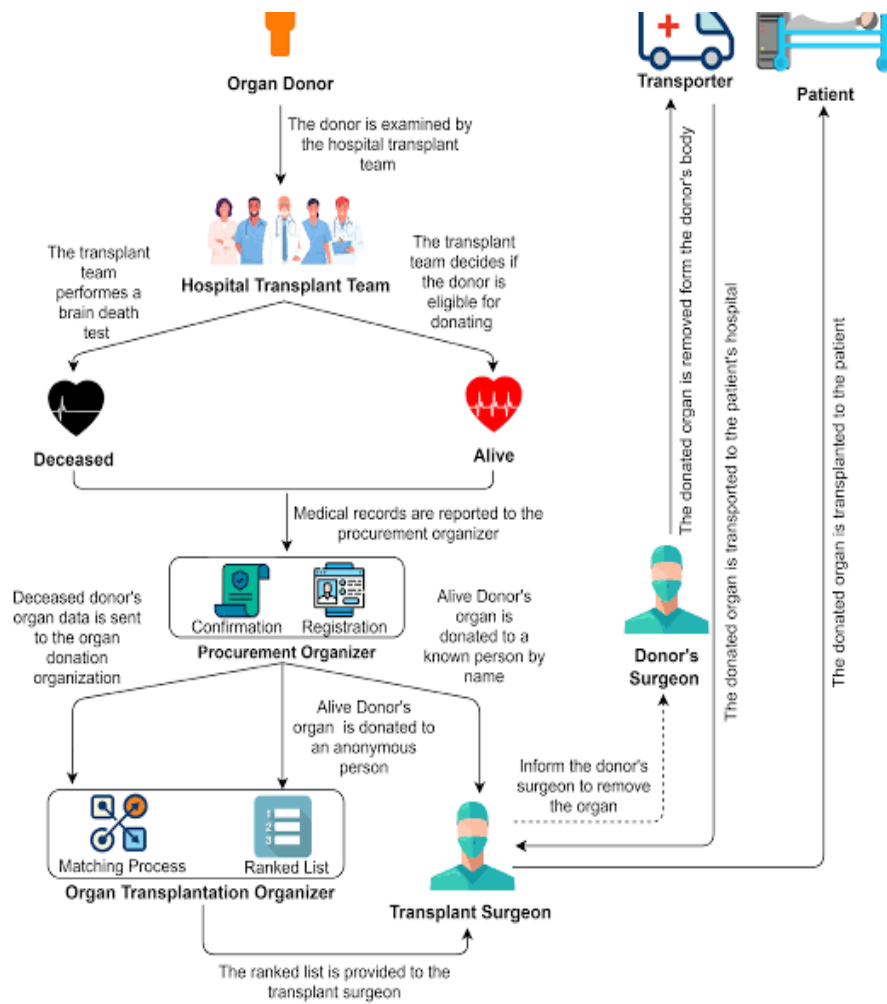 Organ Donor
Transporter
Patient
The donor is examined by
the hospital transplant
team
The transplant
team
performes a
brain death
test
Hospital Transplant Team
The transplant
team decides if
the donor is
eligible for
donating
Deceased
Alive
Medical records are reported to the
procurement organizer
Deceased donor's
organ data is sent
to the organ
donation
organization
Confirmation
Registration
Procurement Organizer
Alive Donor's
organ is
donated to a
known person by
name
Alive Donor's
organ is donated to
an anonymous
person
Matching Process
Ranked List
Organ Transplantation Organizer
The ranked list is provided to the
transplant surgeon
Transplant Surgeon
Inform the donor's
surgeon to remove
the organ
Donor's
Surgeon
The donated organ is removed form the donor's body
The donated organ is transported to the patient's hospital
The donated organ is transplanted to the patient
1
2
3